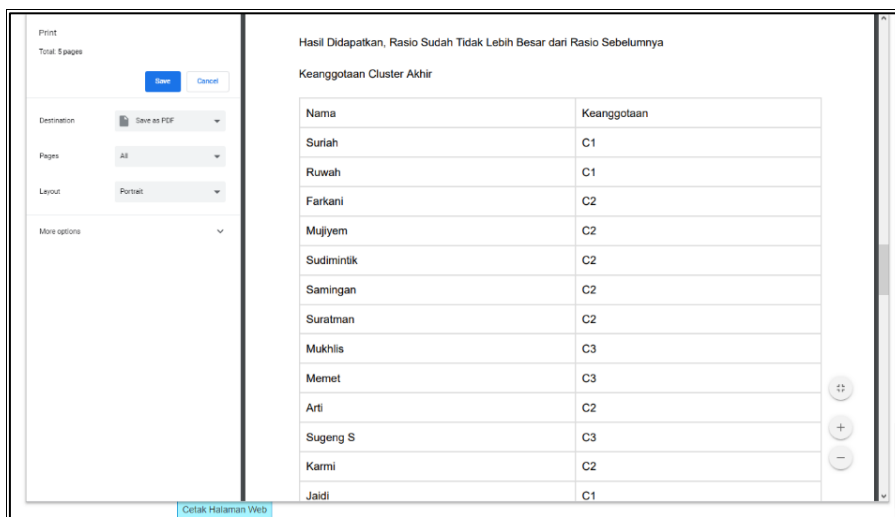 Print
Total: 5 pages
Save Cancel
Destination Save as PDF
Pages All
Layout Portrait
More options
Hasil Didapatkan, Rasio Sudah Tidak Lebih Besar dari Rasio Sebelumnya
Keanggotaan Cluster Akhir
Nama Keanggotaan
Suriah C1
Ruwah C1
Farkani C2
Mujiyem C2
Sudimintik C2
Samingan C2
Suratman C2
Mukhlis C3
Memet C3
Arti C2
Sugeng S C3
Karmi C2
Jaidi C1
Cetak Halaman Web